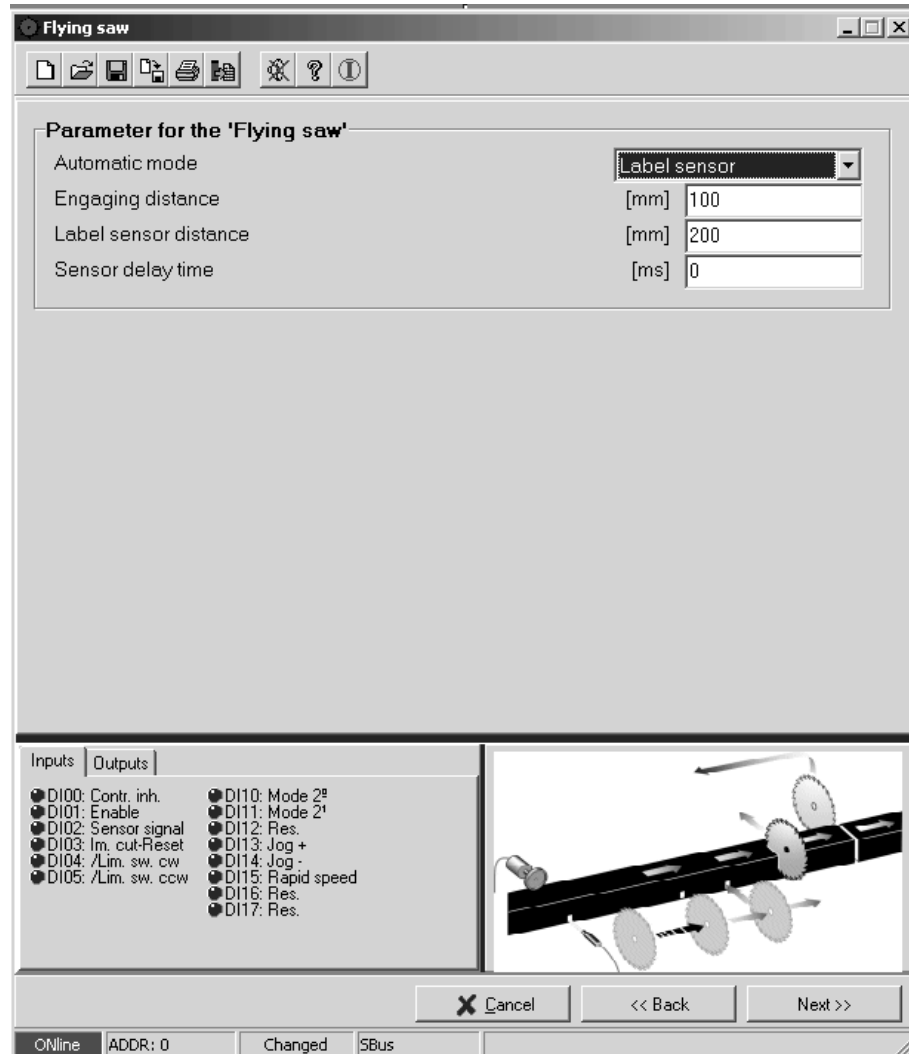 Flying saw
Parameter for the 'Flying saw'
Automatic mode Label sensor
Engaging distance [mm] 100
Label sensor distance [mm] 200
Sensor delay time [ms] 0
Inputs Outputs
DI00: Contr. inh. DI10: Mode 2º
DI01: Enable DI11: Mode 2¹
DI02: Sensor signal DI12: Res.
DI03: Im. cut-Reset DI13: Jog +
DI04: /Lim. sw. cw DI14: Jog -
DI05: /Lim. sw. ccw DI15: Rapid speed
DI16: Res.
DI17: Res.
Cancel << Back Next >>
ONline ADDR: 0 Changed SBus